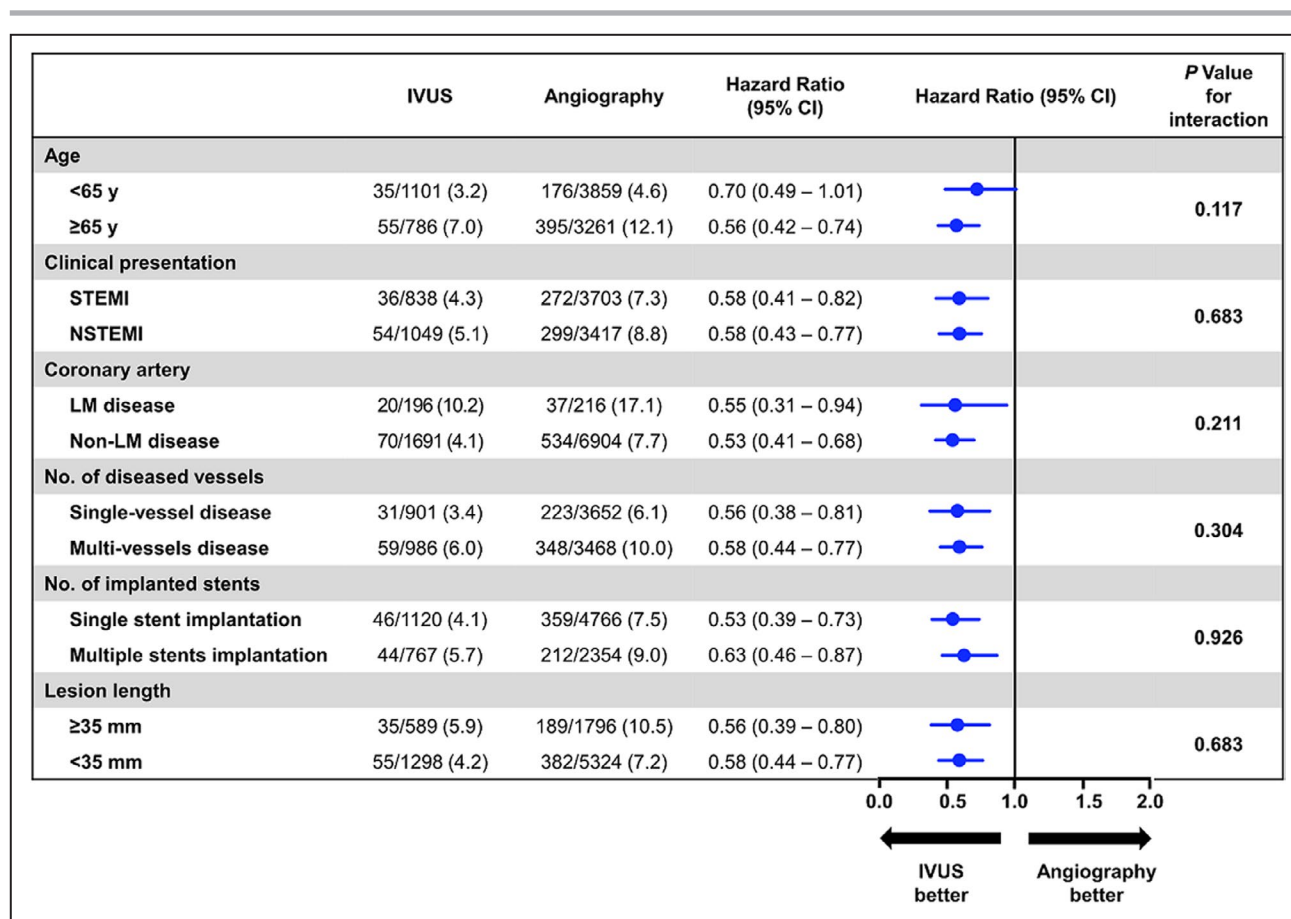 IVUS Angiography Hazard Ratio (95% CI) Hazard Ratio (95% CI) P Value for interaction
Age
<65 y 35/1101 (3.2) 176/3859 (4.6) 0.70 (0.49 – 1.01)
0.117
≥65 y 55/786 (7.0) 395/3261 (12.1) 0.56 (0.42 – 0.74)
Clinical presentation
STEMI 36/838 (4.3) 272/3703 (7.3) 0.58 (0.41 – 0.82)
0.683
NSTEMI 54/1049 (5.1) 299/3417 (8.8) 0.58 (0.43 – 0.77)
Coronary artery
LM disease 20/196 (10.2) 37/216 (17.1) 0.55 (0.31 – 0.94)
0.211
Non-LM disease 70/1691 (4.1) 534/6904 (7.7) 0.53 (0.41 – 0.68)
No. of diseased vessels
Single-vessel disease 31/901 (3.4) 223/3652 (6.1) 0.56 (0.38 – 0.81)
0.304
Multi-vessels disease 59/986 (6.0) 348/3468 (10.0) 0.58 (0.44 – 0.77)
No. of implanted stents
Single stent implantation 46/1120 (4.1) 359/4766 (7.5) 0.53 (0.39 – 0.73)
0.926
Multiple stents implantation 44/767 (5.7) 212/2354 (9.0) 0.63 (0.46 – 0.87)
Lesion length
≥35 mm 35/589 (5.9) 189/1796 (10.5) 0.56 (0.39 – 0.80)
0.683
<35 mm 55/1298 (4.2) 382/5324 (7.2) 0.58 (0.44 – 0.77)
0.0 0.5 1.0 1.5 2.0
IVUS better Angiography better